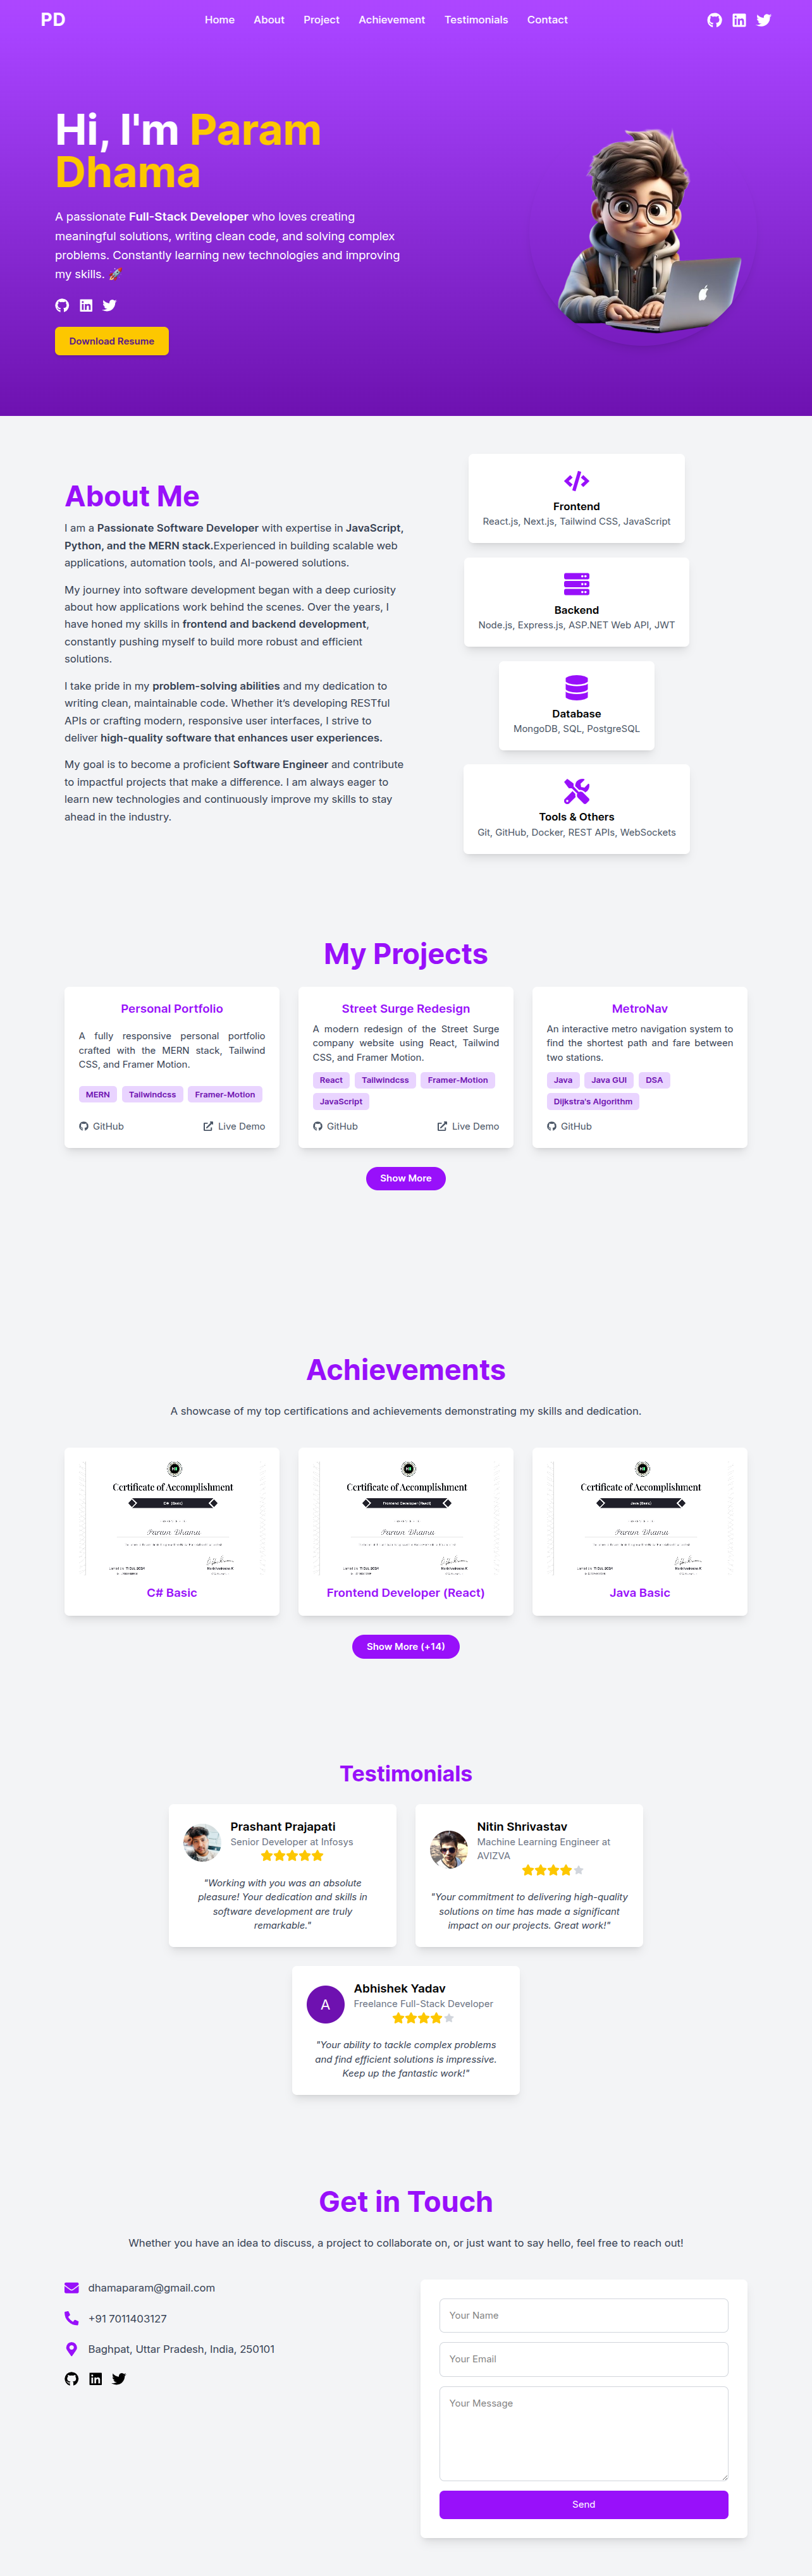 PD
Home About Project Achievement Testimonials Contact
Hi, I'm Param
Dhama
A passionate Full-Stack Developer who loves creating
meaningful solutions, writing clean code, and solving complex
problems. Constantly learning new technologies and improving
my skills. 🚀
Download Resume
About Me
I am a Passionate Software Developer with expertise in JavaScript,
Python, and the MERN stack.Experienced in building scalable web
applications, automation tools, and AI-powered solutions.
My journey into software development began with a deep curiosity
about how applications work behind the scenes. Over the years, I
have honed my skills in frontend and backend development,
constantly pushing myself to build more robust and efficient
solutions.
I take pride in my problem-solving abilities and my dedication to
writing clean, maintainable code. Whether it's developing RESTful
APIs or crafting modern, responsive user interfaces, I strive to
deliver high-quality software that enhances user experiences.
My goal is to become a proficient Software Engineer and contribute
to impactful projects that make a difference. I am always eager to
learn new technologies and continuously improve my skills to stay
ahead in the industry.
Frontend
React.js, Next.js, Tailwind CSS, JavaScript
Backend
Node.js, Express.js, ASP.NET Web API, JWT
Database
MongoDB, SQL, PostgreSQL
Tools & Others
Git, GitHub, Docker, REST APIs, WebSockets
My Projects
Personal Portfolio
A fully responsive personal portfolio
crafted with the MERN stack, Tailwind
CSS, and Framer Motion.
MERN Tailwindcss Framer-Motion
GitHub Live Demo
Street Surge Redesign
A modern redesign of the Street Surge
company website using React, Tailwind
CSS, and Framer Motion.
React Tailwindcss Framer-Motion
JavaScript
GitHub Live Demo
MetroNav
An interactive metro navigation system to
find the shortest path and fare between
two stations.
Java Java GUI DSA
Dijkstra's Algorithm
GitHub
Show More
Achievements
A showcase of my top certifications and achievements demonstrating my skills and dedication.
Certificate of Accomplishment
C# (Basic)
Param Dhama
C# Basic
Certificate of Accomplishment
Frontend Developer (React)
Param Dhama
Frontend Developer (React)
Certificate of Accomplishment
Java (Basic)
Param Dhama
Java Basic
Show More (+14)
Testimonials
Prashant Prajapati
Senior Developer at Infosys
"Working with you was an absolute
pleasure! Your dedication and skills in
software development are truly
remarkable."
Nitin Shrivastav
Machine Learning Engineer at
AVIZVA
"Your commitment to delivering high-quality
solutions on time has made a significant
impact on our projects. Great work!"
A
Abhishek Yadav
Freelance Full-Stack Developer
"Your ability to tackle complex problems
and find efficient solutions is impressive.
Keep up the fantastic work!"
Get in Touch
Whether you have an idea to discuss, a project to collaborate on, or just want to say hello, feel free to reach out!
dhamaparam@gmail.com
+91 7011403127
Baghpat, Uttar Pradesh, India, 250101
Your Name
Your Email
Your Message
Send